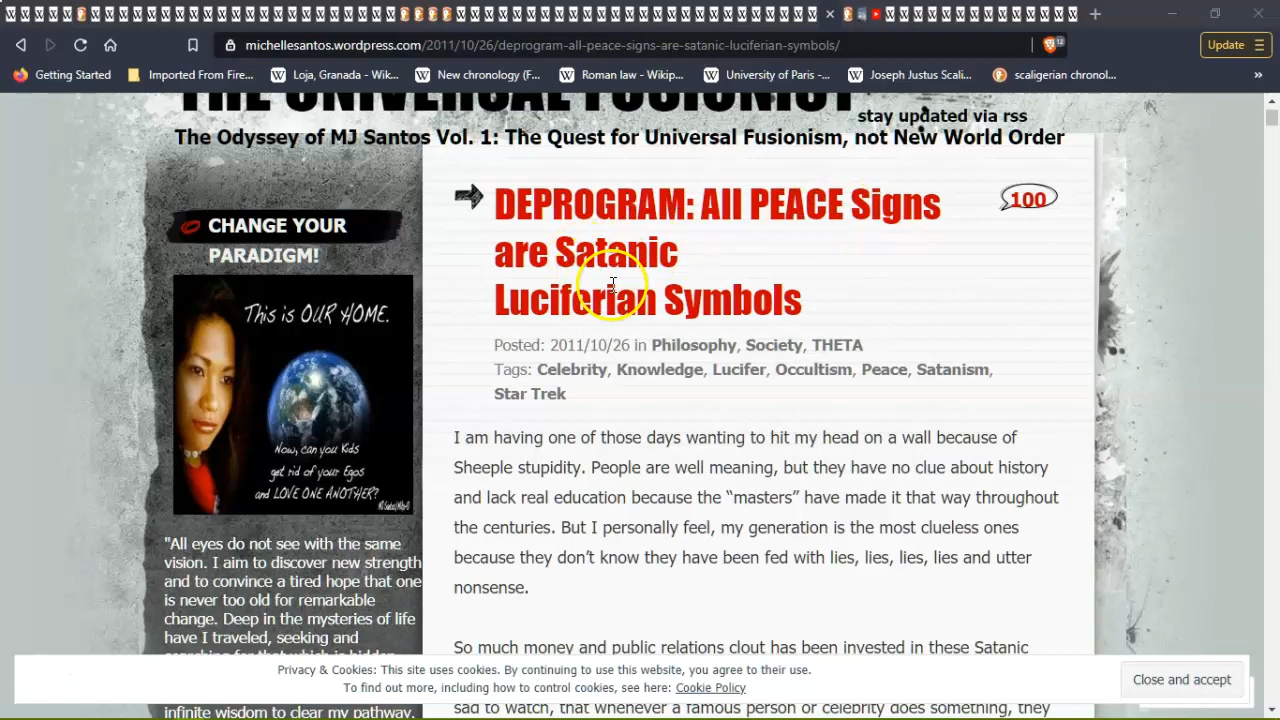 michellesantos.wordpress.com/2011/10/26/deprogram-all-peace-signs-are-satanic-luciferian-symbols/
12
Update
Getting Started
Imported From Fire...
Loja, Granada - Wik...
New chronology (F...
Roman law - Wikip...
University of Paris -...
Joseph Justus Scali...
scaligerian chronol...
»
THE UNIVERSAL FUSIONIST
stay updated via rss
The Odyssey of MJ Santos Vol. 1: The Quest for Universal Fusionism, not New World Order
CHANGE YOUR
PARADIGM!
This is OUR HOME.
Now, can you Kids
get rid of your Egos
and LOVE ONE ANOTHER?
"All eyes do not see with the same
vision. I aim to discover new strength
and to convince a tired hope that one
is never too old for remarkable
change. Deep in the mysteries of life
have I traveled, seeking and
infinite wisdom to clear my pathway.
DEPROGRAM: All PEACE Signs
are Satanic
Luciferian Symbols
100
Posted: 2011/10/26 in Philosophy, Society, THETA
Tags: Celebrity, Knowledge, Lucifer, Occultism, Peace, Satanism,
Star Trek
I am having one of those days wanting to hit my head on a wall because of
Sheeple stupidity. People are well meaning, but they have no clue about history
and lack real education because the “masters” have made it that way throughout
the centuries. But I personally feel, my generation is the most clueless ones
because they don’t know they have been fed with lies, lies, lies, lies and utter
nonsense.
So much money and public relations clout has been invested in these Satanic
sad to watch, that whenever a famous person or celebrity does something, they
Privacy & Cookies: This site uses cookies. By continuing to use this website, you agree to their use.
To find out more, including how to control cookies, see here: Cookie Policy
Close and accept